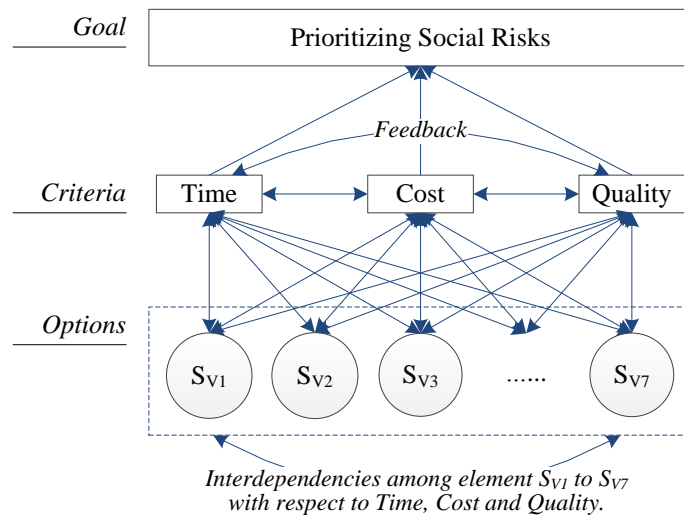 Goal
Prioritizing Social Risks
Feedback
Criteria
Time
Cost
Quality
Options
SV1
SV2
SV3
......
SV7
Interdependencies among element SV1 to SV7
with respect to Time, Cost and Quality.